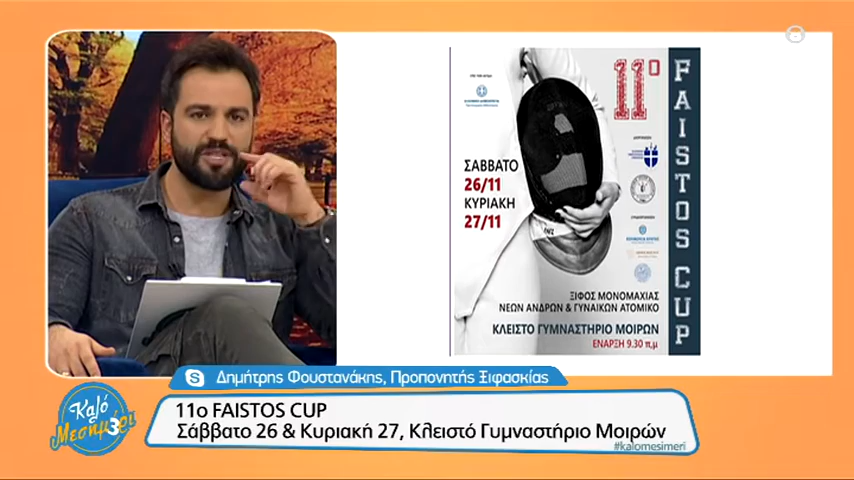 11ο
FAISTOS CUP
ΣΑΒΒΑΤΟ
26/11
ΚΥΡΙΑΚΗ
27/11
ΞΙΦΟΣ ΜΟΝΟΜΑΧΙΑΣ
ΝΕΩΝ ΑΝΔΡΩΝ & ΓΥΝΑΙΚΩΝ ΑΤΟΜΙΚΟ
ΚΛΕΙΣΤΟ ΓΥΜΝΑΣΤΗΡΙΟ ΜΟΙΡΩΝ
ΕΝΑΡΞΗ 9.30 π,μ
Δημήτρης Φουστανάκης, Προπονητής Ξιφασκίας
11ο FAISTOS CUP
Σάββατο 26 & Κυριακή 27, Κλειστό Γυμναστήριο Μοιρών
#kalomesimeri
Καλό
Μεσημ3ρι